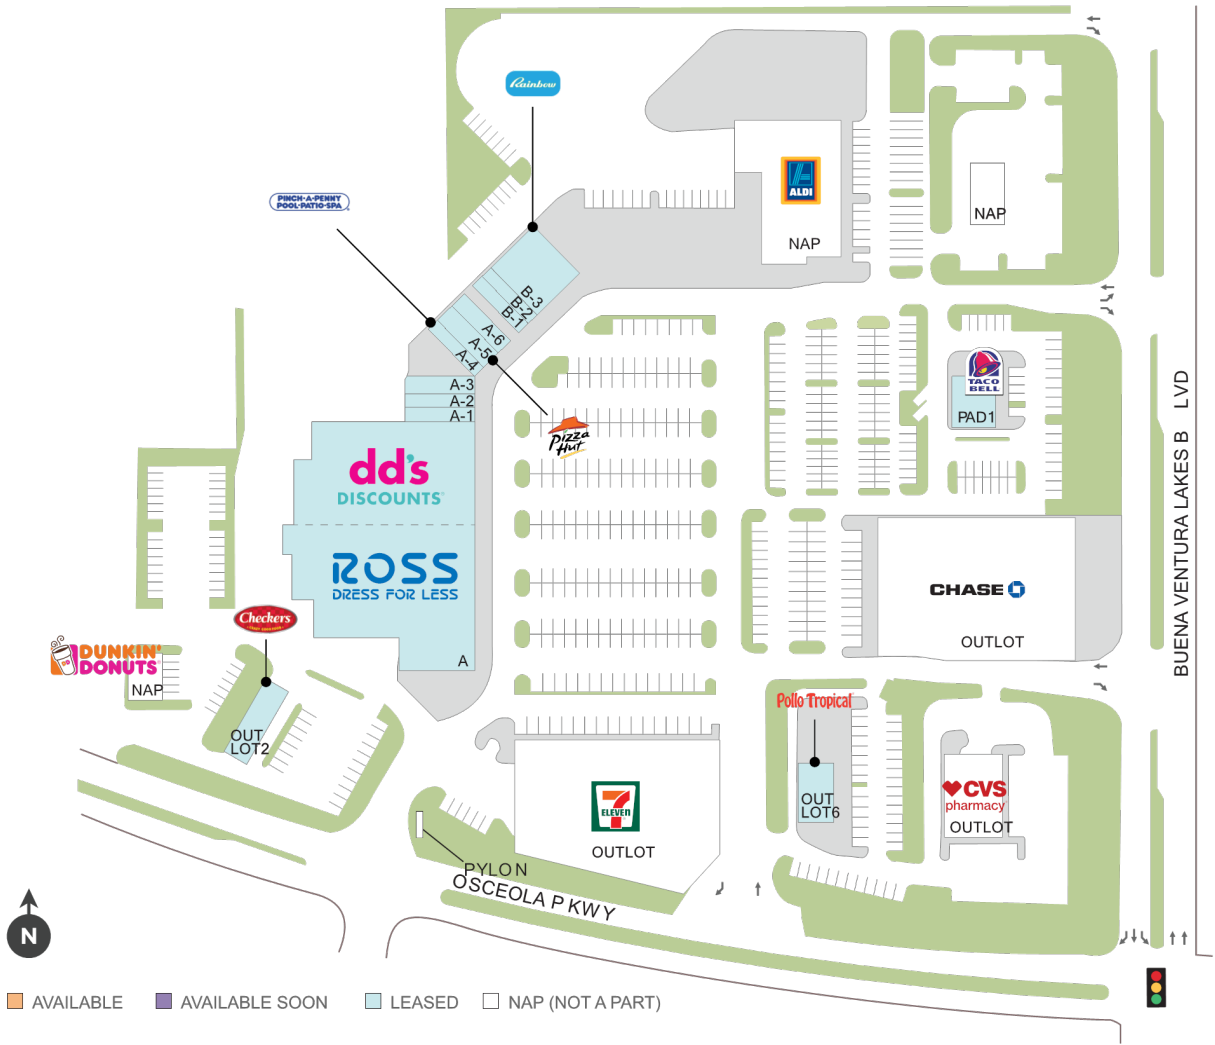 Rainbow
ALDI
NAP
NAP
PINCH-A-PENNY
POOL·PATIO·SPA
B-3
B-2
B-1
A-6
A-5
A-4
A-3
A-2
A-1
Pizza
Hut
TACO
BELL
PAD1
BUENA VENTURA LAKES B LVD
dd's
DISCOUNTS
ROSS
DRESS FOR LESS
A
CHASE
OUTLOT
Checkers
DUNKIN'
DONUTS
NAP
OUT
LOT2
Pollo Tropical
OUT
LOT6
7
ELEVEN
OUTLOT
CVS
pharmacy
OUTLOT
PYLON
OSCEOLA PKWY
N
AVAILABLE
AVAILABLE SOON
LEASED
NAP (NOT A PART)